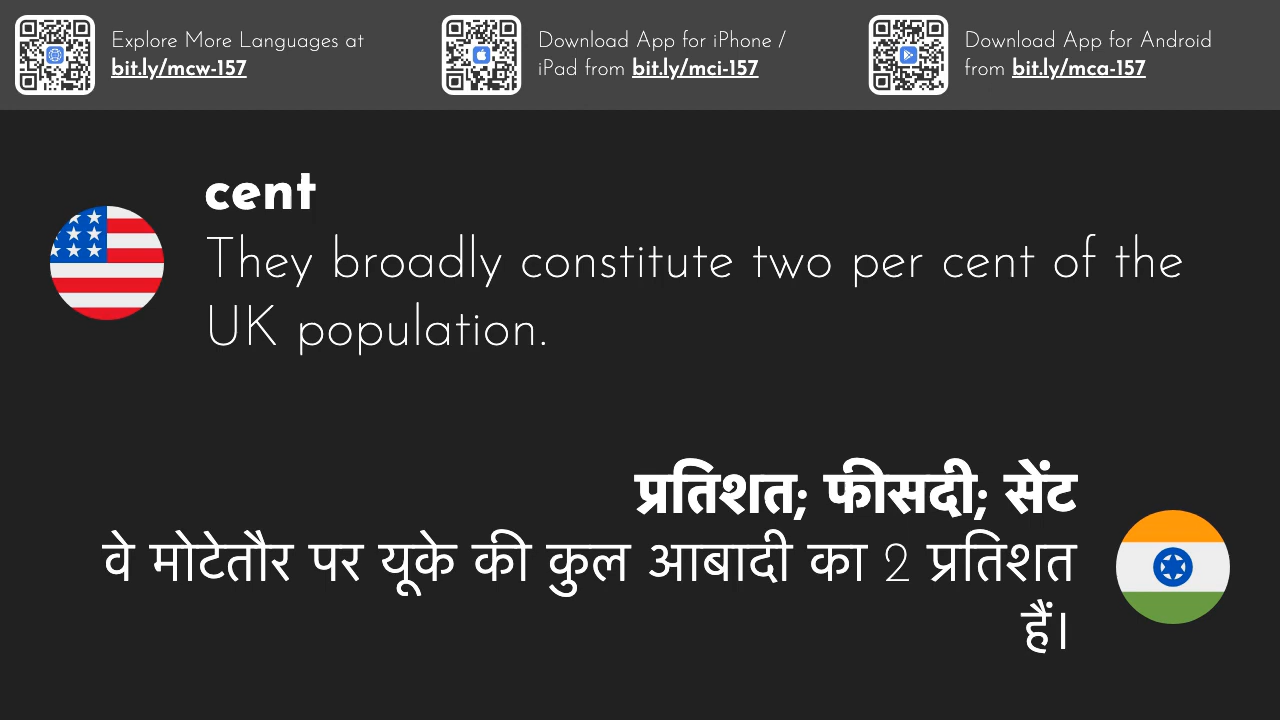 Explore More Languages at
bit.ly/mcw-157
Download App for iPhone /
iPad from bit.ly/mci-157
Download App for Android
from bit.ly/mca-157
cent
They broadly constitute two per cent of the
UK population.
प्रतिशत; फीसदी; सेंट
वे मोटेतौर पर यूके की कुल आबादी का 2 प्रतिशत
हैं।